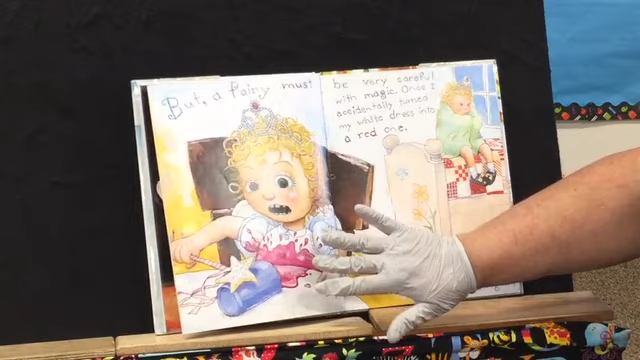 But, a fairy must
be very careful
with magic. Once I
accidentally turned
my white dress into
a red one.